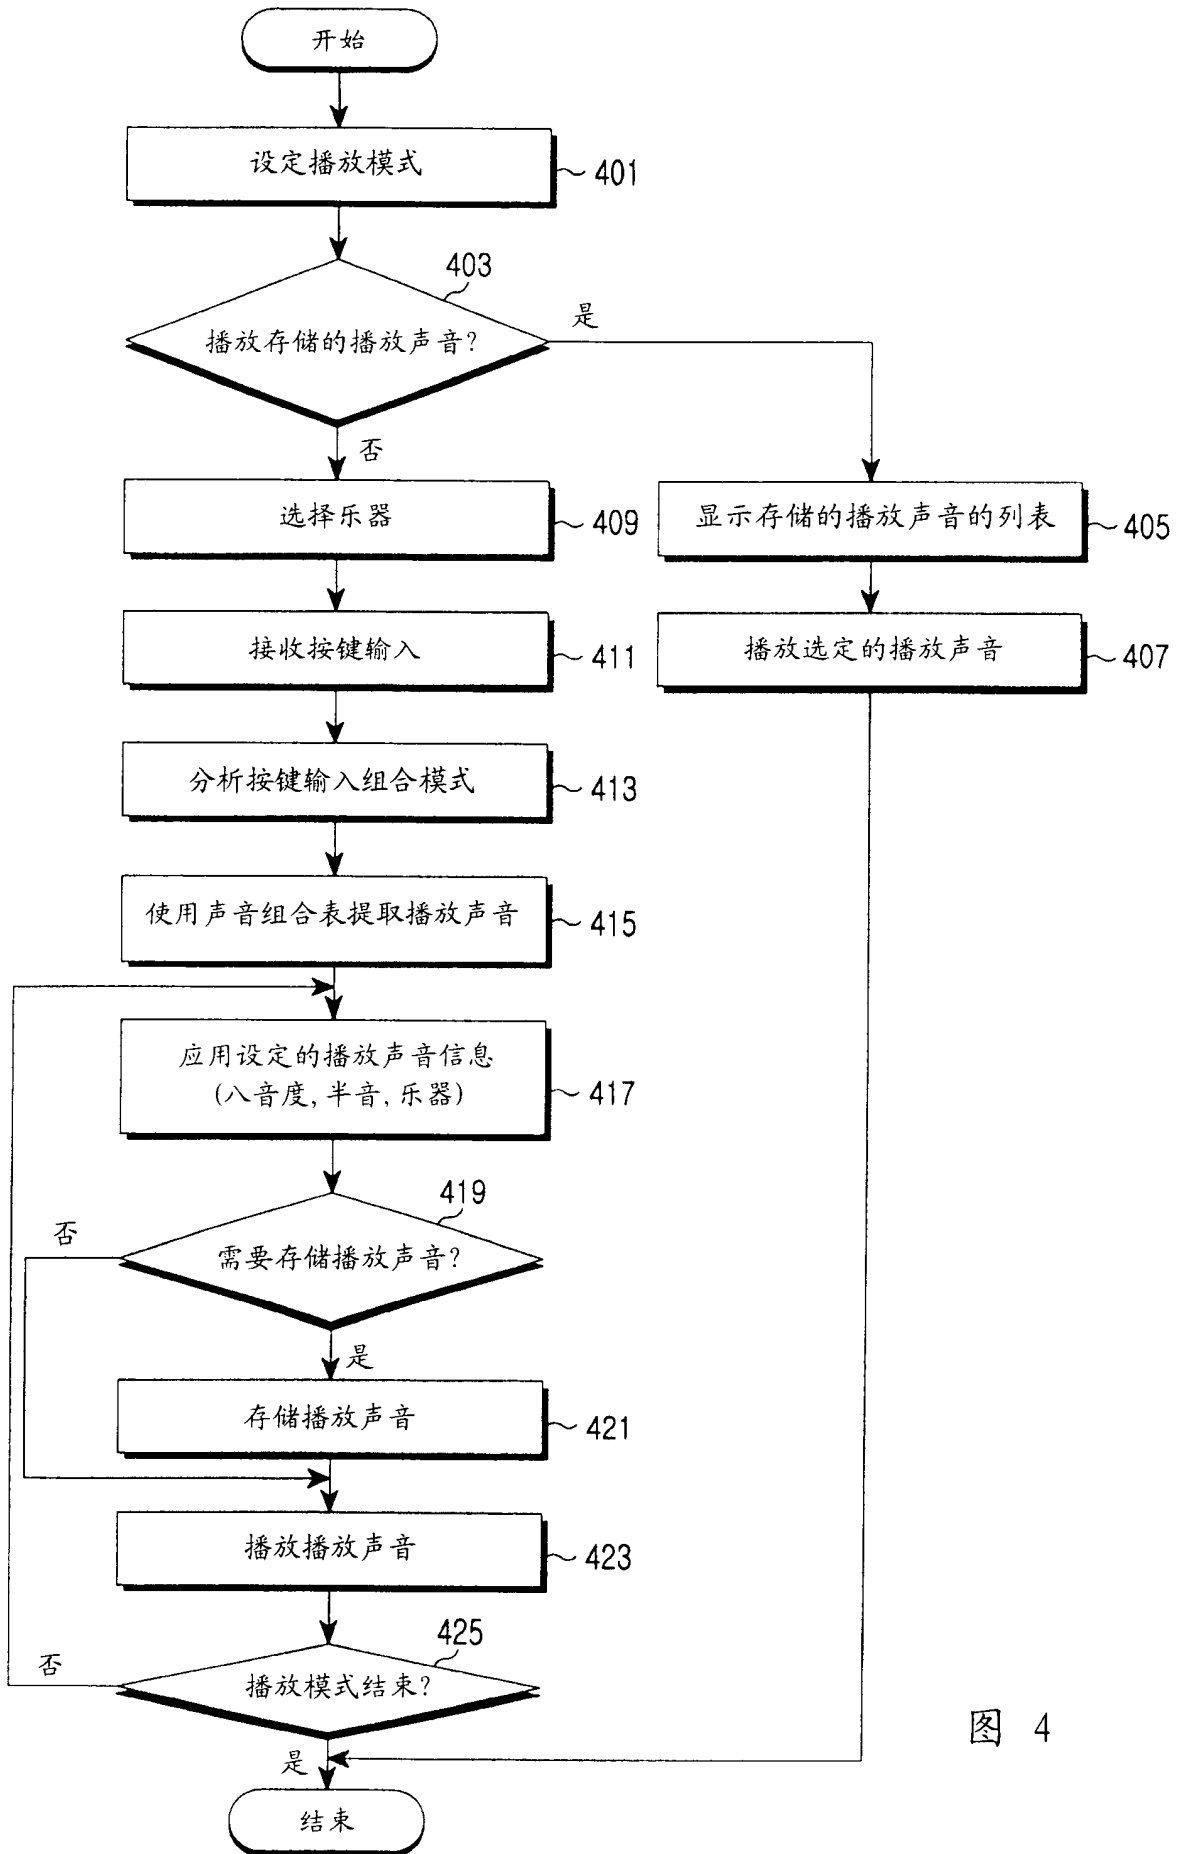 开始
设定播放模式
401
403
播放存储的播放声音?
是
否
选择乐器
409
显示存储的播放声音的列表
405
接收按键输入
411
播放选定的播放声音
407
分析按键输入组合模式
413
使用声音组合表提取播放声音
415
应用设定的播放声音信息
(八音度, 半音, 乐器)
417
419
否
需要存储播放声音?
是
存储播放声音
421
播放播放声音
423
425
否
播放模式结束?
是
结束
图 4